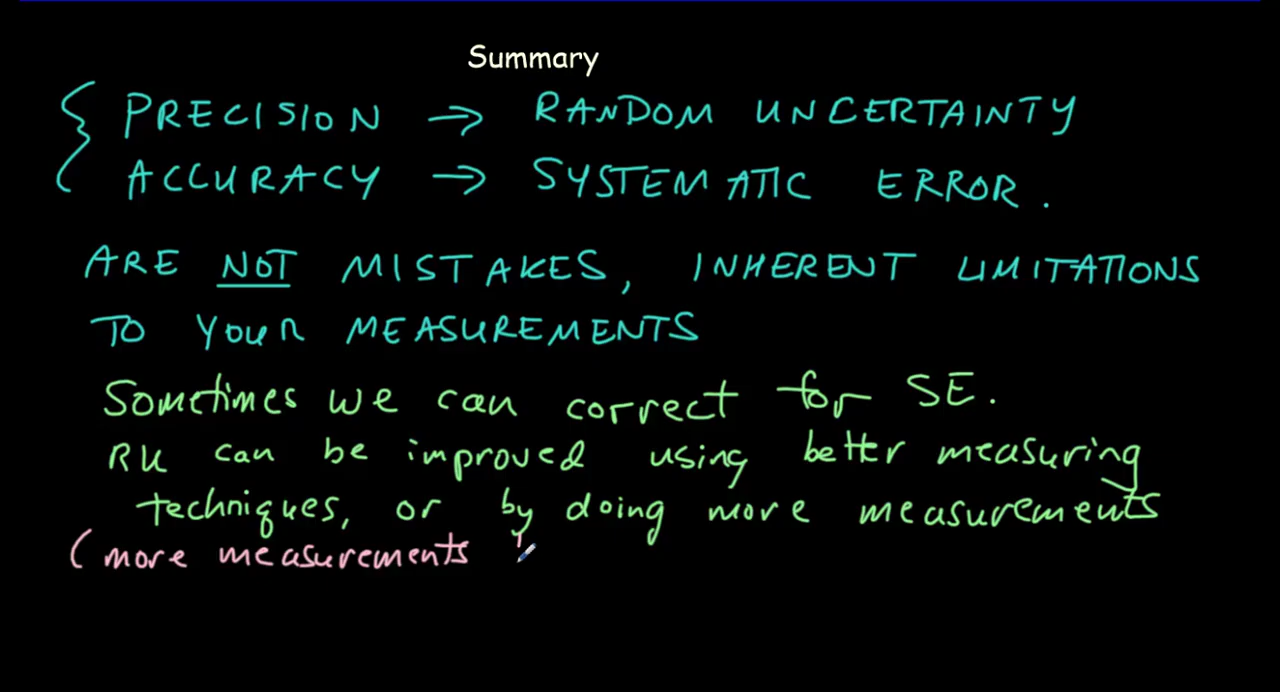 Summary
PRECISION → RANDOM UNCERTAINTY
ACCURACY → SYSTEMATIC ERROR.
ARE NOT MISTAKES, INHERENT LIMITATIONS
TO YOUR MEASUREMENTS
Sometimes we can correct for SE.
RU can be improved using better measuring
techniques, or by doing more measurements
(more measurements